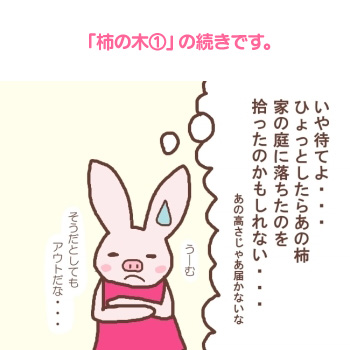 「柿の木①」の続きです。
いや待てよ・・・
ひょっとしたらあの柿
家の庭に落ちたのを
拾ったのかもしれない・・・
あの高さじゃあ届かないな
うーむ
そうだとしても
アウトだな・・・